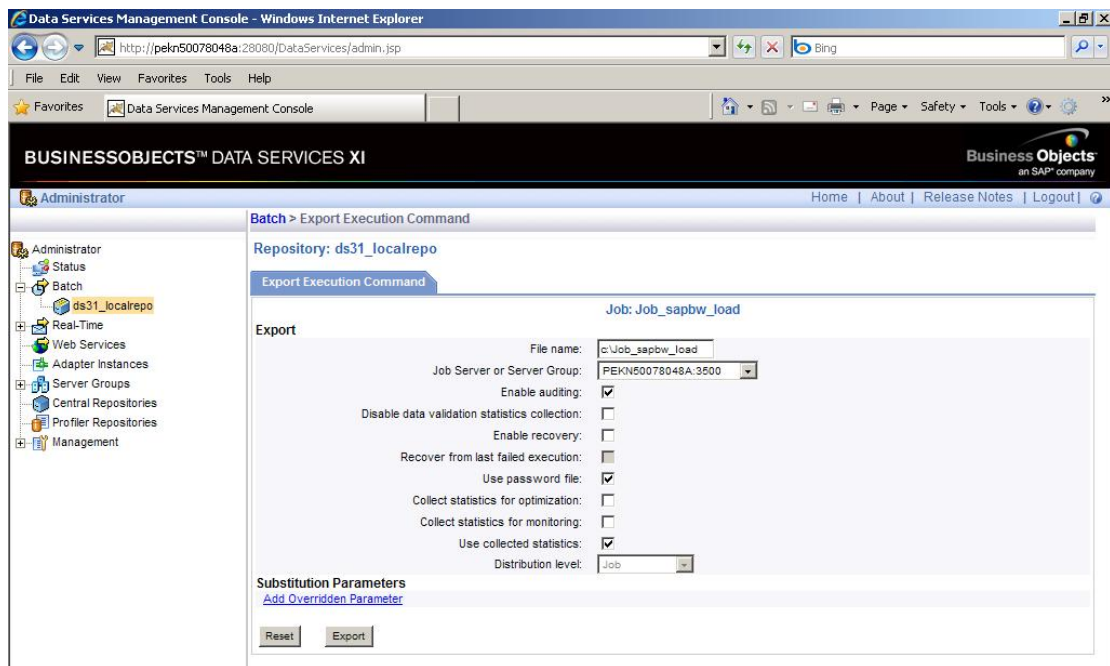 Data Services Management Console - Windows Internet Explorer
http://pekn50078048a:28080/DataServices/admin.jsp
Bing
File Edit View Favorites Tools Help
Favorites Data Services Management Console Page Safety Tools »
BUSINESSOBJECTS™ DATA SERVICES XI
Business Objects
an SAP® company
Administrator Home | About | Release Notes | Logout |
Batch > Export Execution Command
Administrator
Status
Batch
ds31_localrepo
Real-Time
Web Services
Adapter Instances
Server Groups
Central Repositories
Profiler Repositories
Management
Repository: ds31_localrepo
Export Execution Command
Job: Job_sapbw_load
Export
File name: c:\Job_sapbw_load
Job Server or Server Group: PEKN50078048A:3500
Enable auditing:
Disable data validation statistics collection:
Enable recovery:
Recover from last failed execution:
Use password file:
Collect statistics for optimization:
Collect statistics for monitoring:
Use collected statistics:
Distribution level: Job
Substitution Parameters
Add Overridden Parameter
Reset Export